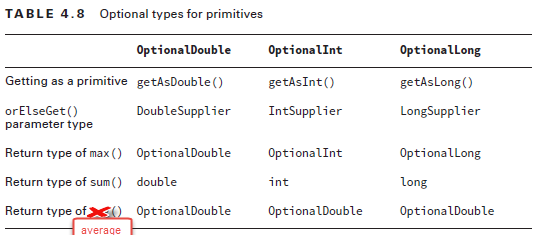 TABLE 4.8 Optional types for primitives
OptionalDouble OptionalInt OptionalLong
Getting as a primitive getAsDouble() getAsInt() getAsLong()
orElseGet() DoubleSupplier IntSupplier LongSupplier
parameter type
Return type of max() OptionalDouble OptionalInt OptionalLong
Return type of sum() double int long
Return type of () OptionalDouble OptionalDouble OptionalDouble
average